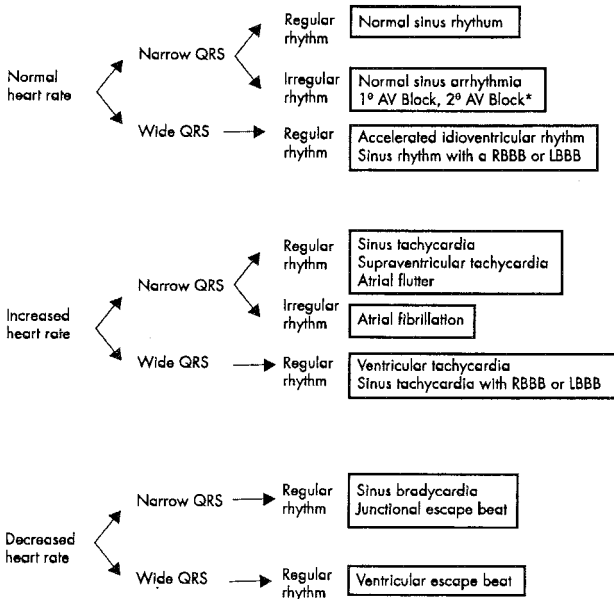 Normal
heart rate
Narrow QRS
Regular
rhythm
Normal sinus rhythum
Irregular
rhythm
Normal sinus arrhythmia
1º AV Block, 2º AV Block*
Wide QRS
Regular
rhythm
Accelerated idioventricular rhythm
Sinus rhythm with a RBBB or LBBB
Increased
heart rate
Narrow QRS
Regular
rhythm
Sinus tachycardia
Supraventricular tachycardia
Atrial flutter
Irregular
rhythm
Atrial fibrillation
Wide QRS
Regular
rhythm
Ventricular tachycardia
Sinus tachycardia with RBBB or LBBB
Decreased
heart rate
Narrow QRS
Regular
rhythm
Sinus bradycardia
Junctional escape beat
Wide QRS
Regular
rhythm
Ventricular escape beat